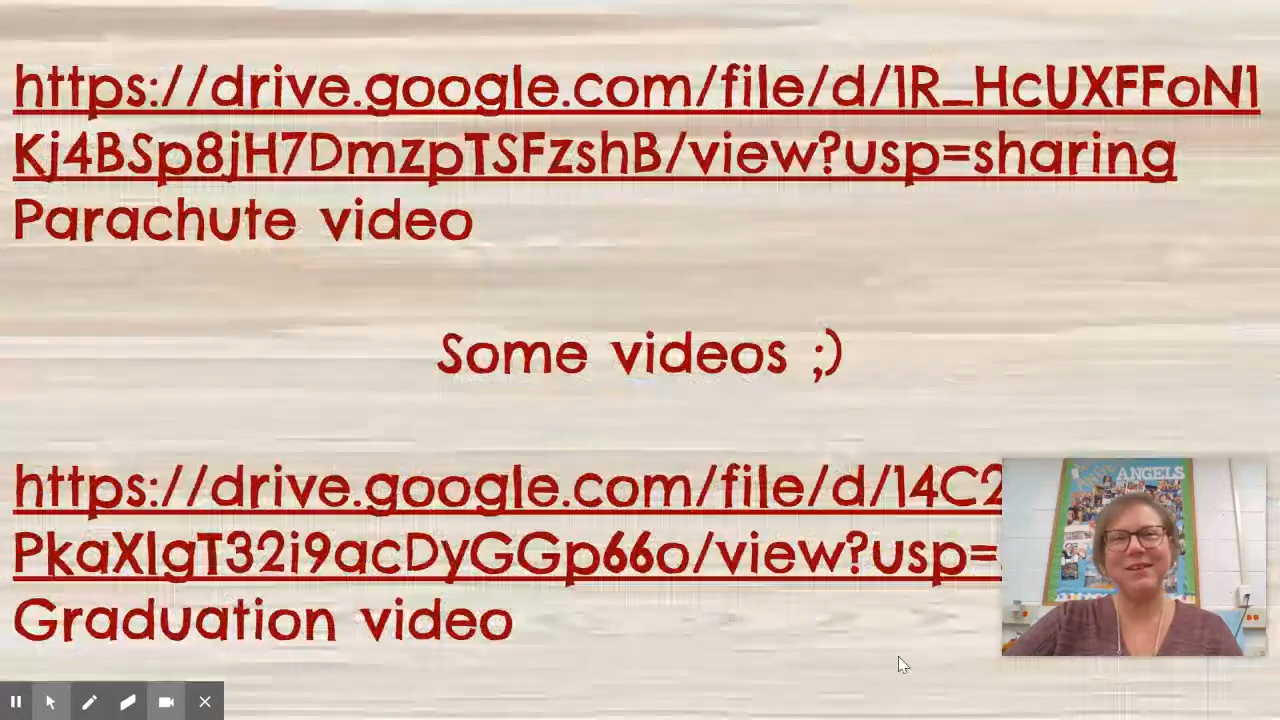 https://drive.google.com/file/d/1R_HcUXFFoN1
Kj4BSp8jH7DmzpTSFzshB/view?usp=sharing
Parachute video
Some videos ;)
https://drive.google.com/file/d/14C2
PkaXlgT32i9acDyGGp66o/view?usp=
Graduation video
ANGELS